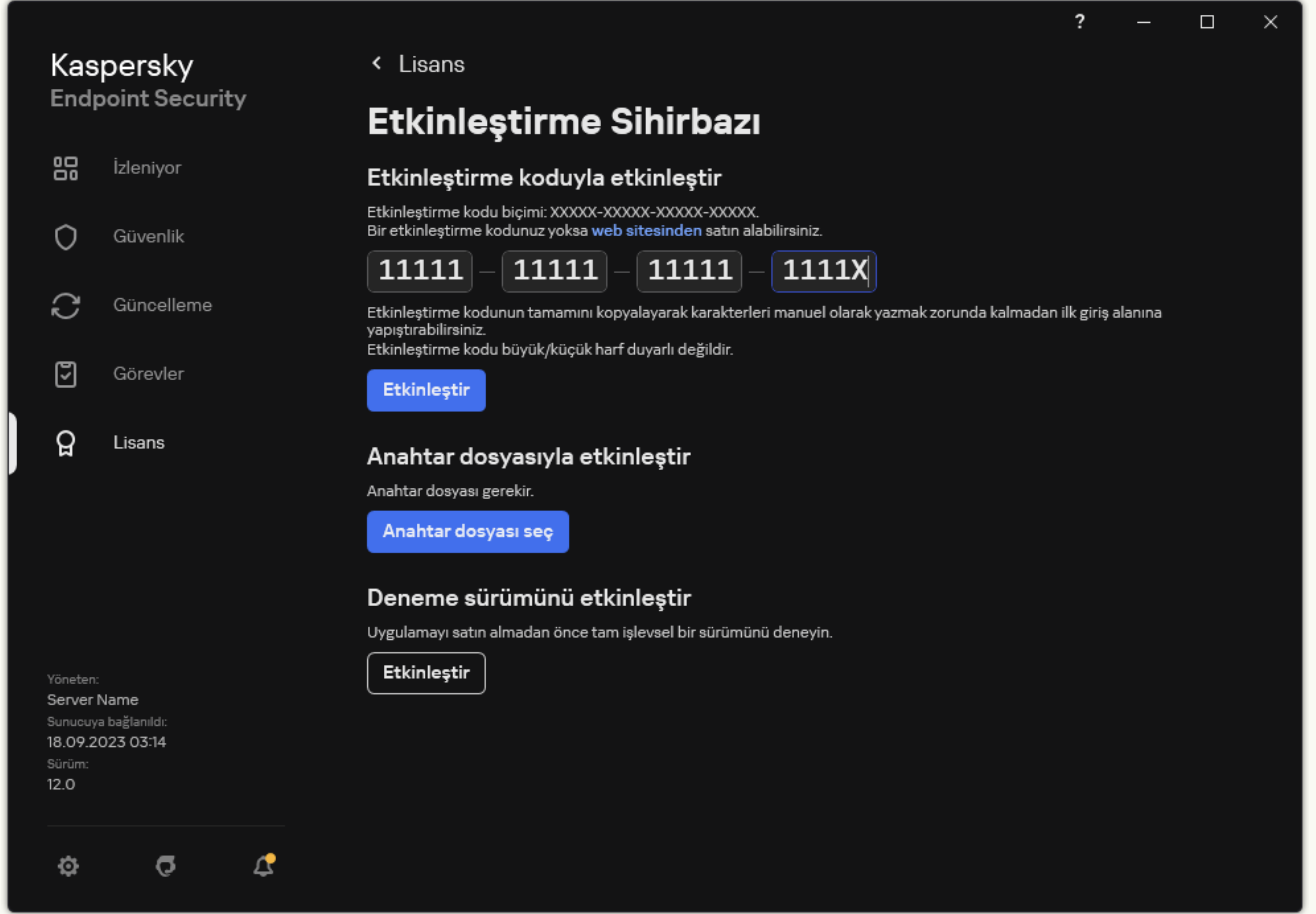 ?
Kaspersky
Endpoint Security
İzleniyor
Güvenlik
Güncelleme
Görevler
Lisans
Yöneten:
Server Name
Sunucuya bağlanıldı:
18.09.2023 03:14
Sürüm:
12.0
Lisans
Etkinleştirme Sihirbazı
Etkinleştirme koduyla etkinleştir
Etkinleştirme kodu biçimi: XXXXX-XXXXX-XXXXX-XXXXX.
Bir etkinleştirme kodunuz yoksa web sitesinden satın alabilirsiniz.
11111 – 11111 – 11111 – 1111X
Etkinleştirme kodunun tamamını kopyalayarak karakterleri manuel olarak yazmak zorunda kalmadan ilk giriş alanına
yapıştırabilirsiniz.
Etkinleştirme kodu büyük/küçük harf duyarlı değildir.
Etkinleştir
Anahtar dosyasıyla etkinleştir
Anahtar dosyası gerekir.
Anahtar dosyası seç
Deneme sürümünü etkinleştir
Uygulamayı satın almadan önce tam işlevsel bir sürümünü deneyin.
Etkinleştir